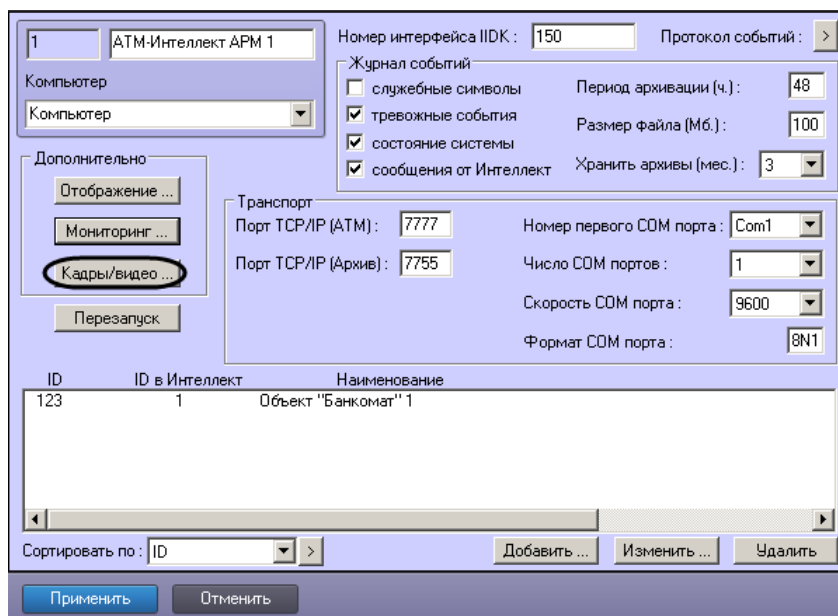 1 АТМ-Интеллект АРМ 1 Номер интерфейса IIDK : 150 Протокол событий : >
Компьютер
Компьютер
Журнал событий
служебные символы Период архивации (ч.) : 48
тревожные события Размер файла (Мб.) : 100
состояние системы
сообщения от Интеллект Хранить архивы (мес.) : 3
Дополнительно
Отображение ...
Мониторинг ...
Кадры/видео ...
Перезапуск
Транспорт
Порт TCP/IP (АТМ) : 7777 Номер первого COM порта : Com1
Порт TCP/IP (Архив) : 7755 Число COM портов : 1
Скорость COM порта : 9600
Формат COM порта : 8N1
ID ID в Интеллект Наименование
123 1 Объект "Банкомат" 1
Сортировать по : ID > Добавить ... Изменить ... Удалить
Применить Отменить